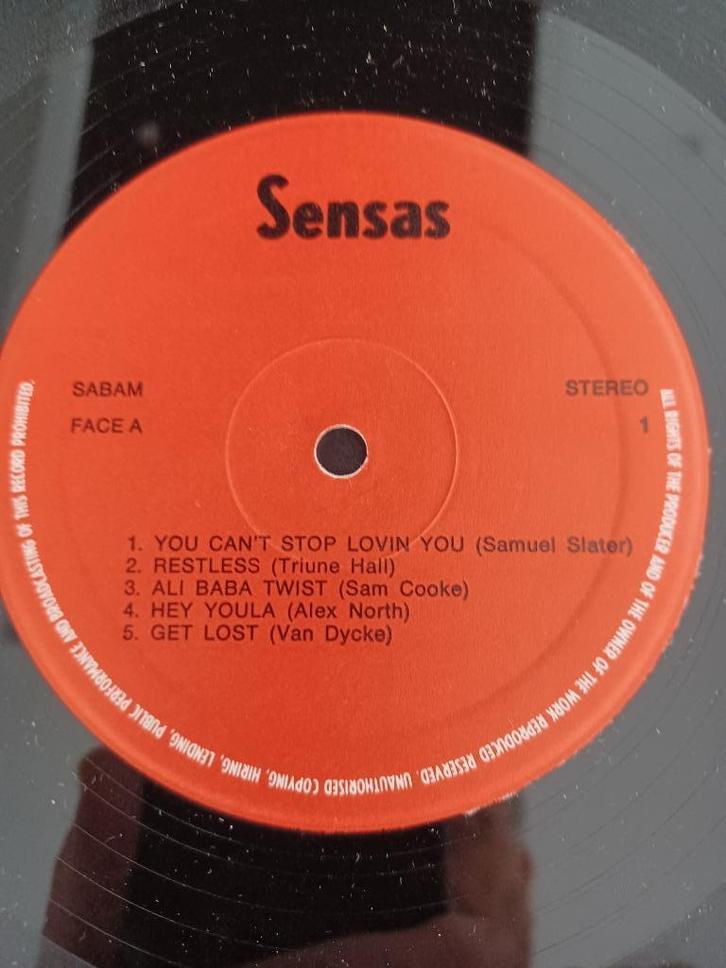 Sensas
SABAM
STEREO
FACE A
1
1. YOU CAN'T STOP LOVIN YOU (Samuel Slater)
2. RESTLESS (Triune Hall)
3. ALI BABA TWIST (Sam Cooke)
4. HEY YOULA (Alex North)
5. GET LOST (Van Dycke)
ALL RIGHTS OF THE PRODUCER AND OF THE OWNER OF THE WORK REPRODUCED RESERVED. UNAUTHORISED COPYING, HIRING, LENDING, PUBLIC PERFORMANCE AND BROADCASTING OF THIS RECORD PROHIBITED.